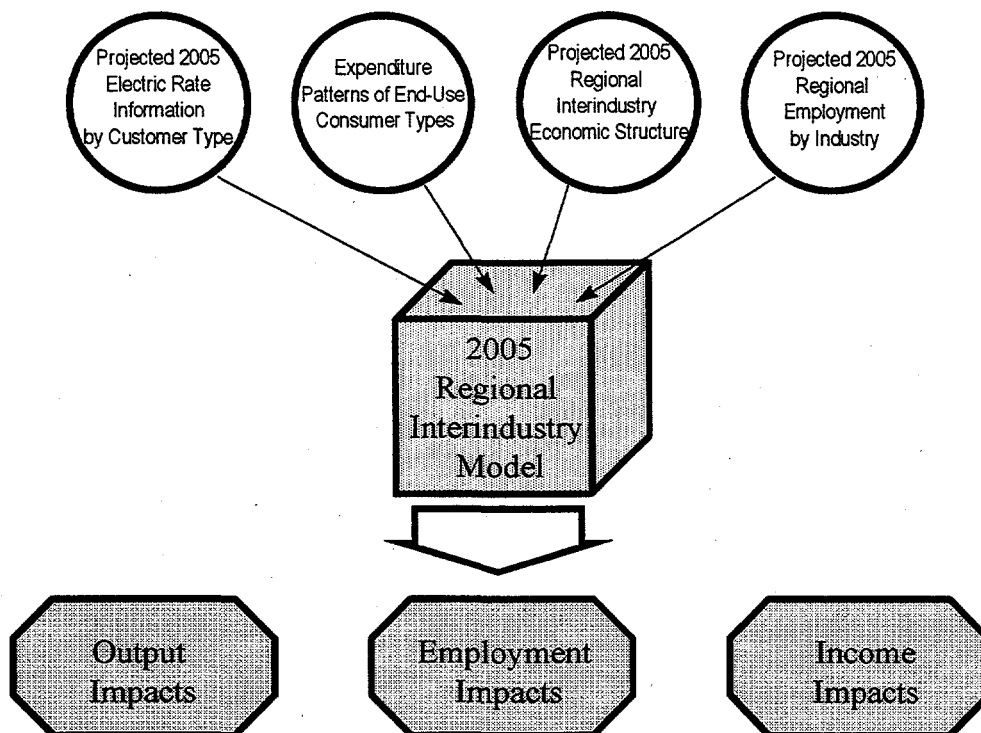 Projected 2005
Electric Rate
Information
by Customer Type
Expenditure
Patterns of End-Use
Consumer Types
Projected 2005
Regional
Interindustry
Economic Structure
Projected 2005
Regional
Employment
by Industry
2005
Regional
Interindustry
Model
Output
Impacts
Employment
Impacts
Income
Impacts